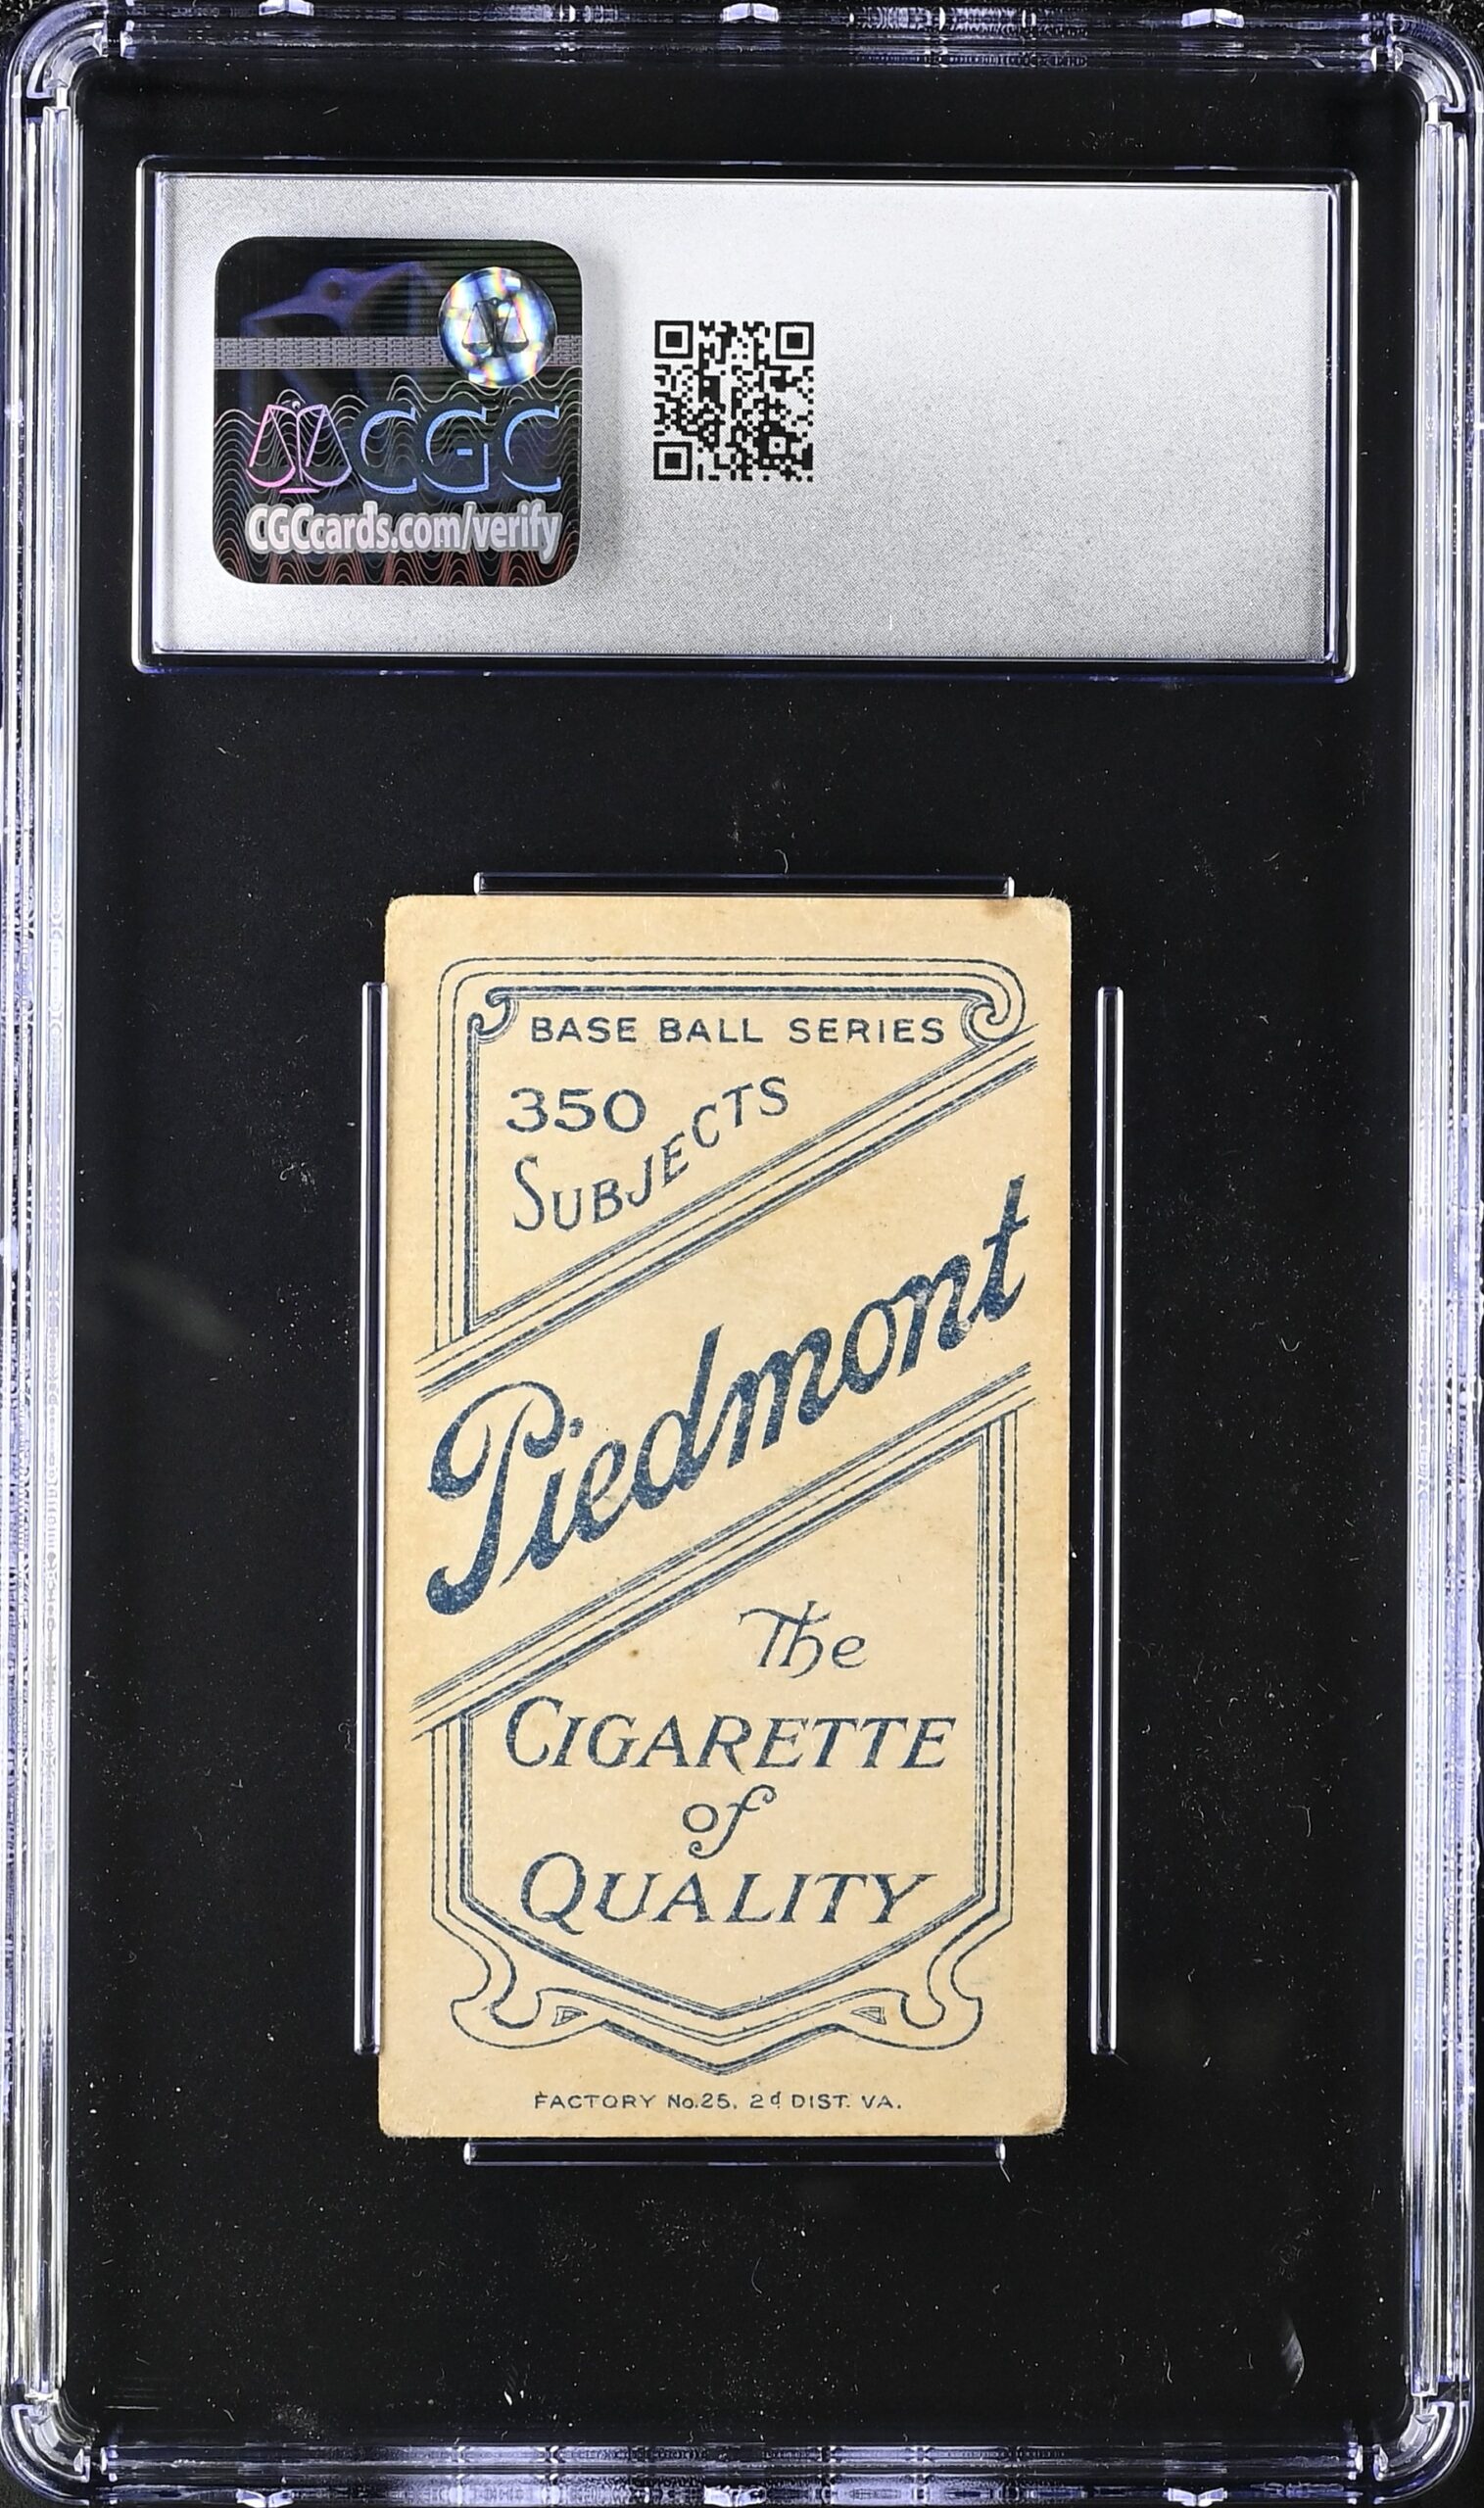 CGC
CGCcards.com/verify
BASE BALL SERIES
350
SUBJECTS
Piedmont
The
CIGARETTE
of
QUALITY
FACTORY No.25. 2d DIST. VA.